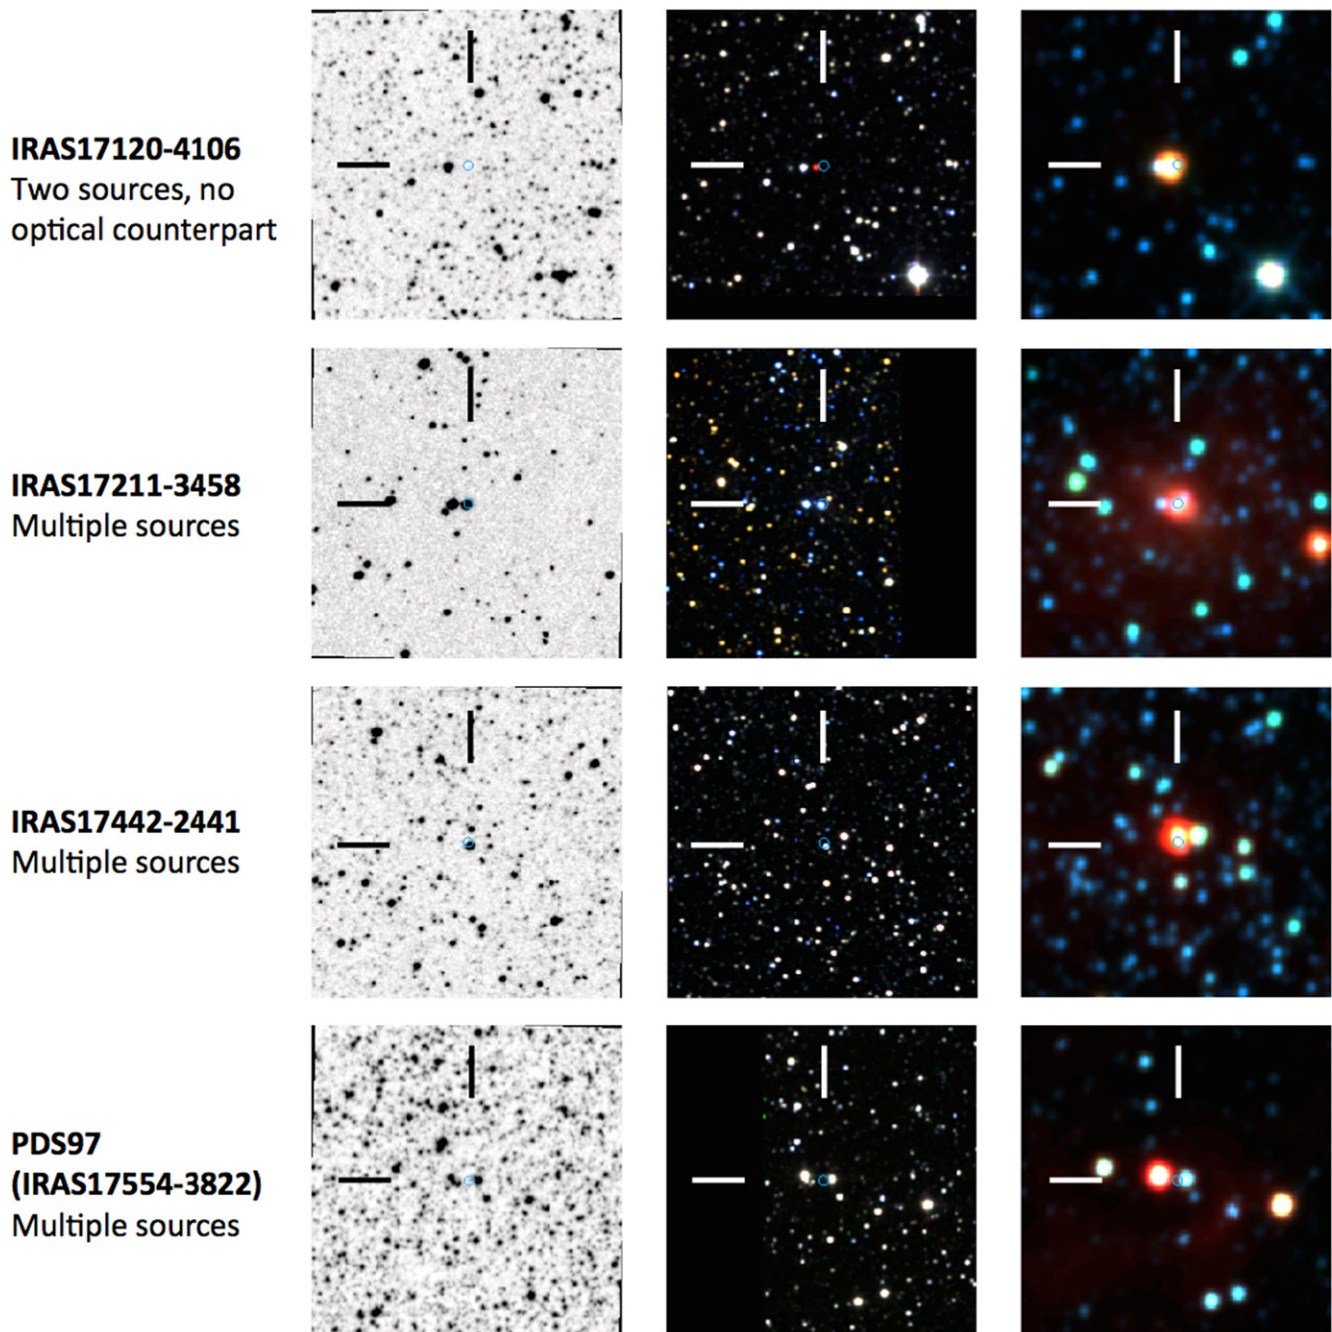 IRAS17120-4106
Two sources, no
optical counterpart
IRAS17211-3458
Multiple sources
IRAS17442-2441
Multiple sources
PDS97
(IRAS17554-3822)
Multiple sources